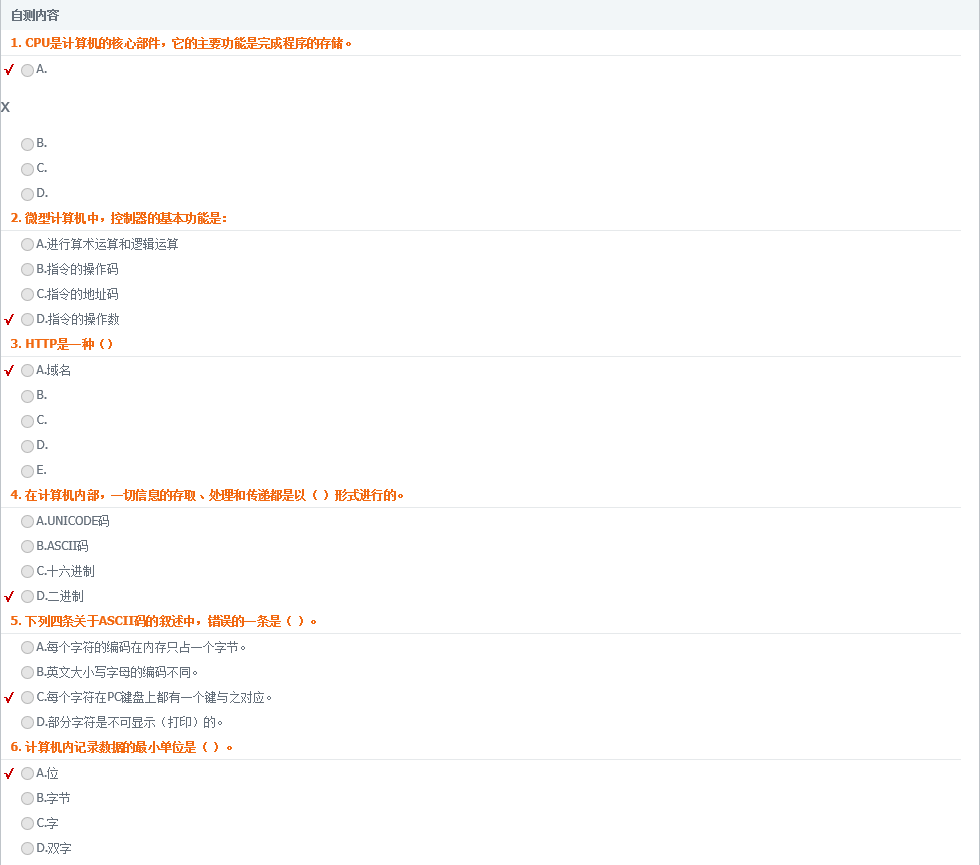 自测内容
1. CPU是计算机的核心部件，它的主要功能是完成程序的存储。
√ A.
X
B.
C.
D.
2. 微型计算机中，控制器的基本功能是：
A.进行算术运算和逻辑运算
B.指令的操作码
C.指令的地址码
√ D.指令的操作数
3. HTTP是一种（）
√ A.域名
B.
C.
D.
E.
4. 在计算机内部，一切信息的存取、处理和传递都是以（ ）形式进行的。
A.UNICODE码
B.ASCII码
C.十六进制
√ D.二进制
5. 下列四条关于ASCII码的叙述中，错误的一条是（ ）。
A.每个字符的编码在内存只占一个字节。
B.英文大小写字母的编码不同。
√ C.每个字符在PC键盘上都有一个键与之对应。
D.部分字符是不可显示（打印）的。
6. 计算机内记录数据的最小单位是（ ）。
√ A.位
B.字节
C.字
D.双字